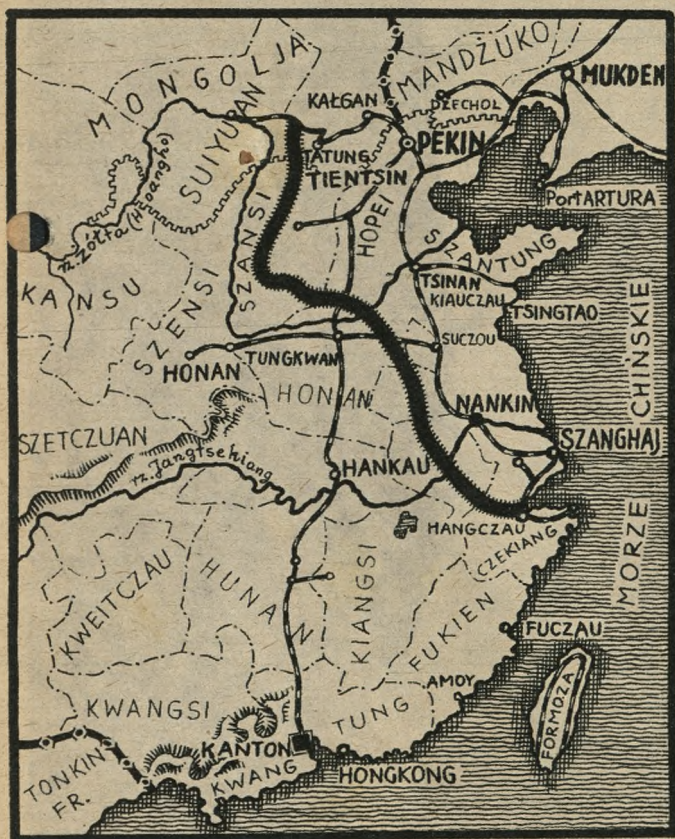 MONGOLJA
MANDŻUKO
MUKDEN
KAŁGAN
DŻECHOL
PEKIN
SUIYUAN
TATUNG
TIENTSIN
Port ARTURA
rz. Żółta (Hoangho)
HOPEI
SZANTUNG
SZANSI
KANSU
SZENSI
TSINAN
KIAUCZAU
TSINGTAO
SUCZOU
TUNGKWAN
HONAN
HONAN
NANKIN
SZETCZUAN
SZANGHAJ
rz. Jangtsekiang
HANKAU
HANGCZAU
CZEKIANG
MORZE CHIŃSKIE
KWEITCZAU
HUNAN
KIANGSI
FUKIEN
FUCZAU
AMOY
FORMOZA
KWANGSI
KWANG TUNG
KANTON
HONGKONG
TONKIN
FR.